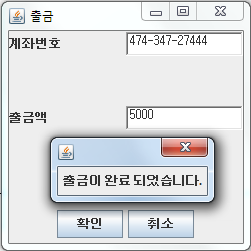 출금
계좌번호 474-347-27444
출금액 5000
출금이 완료 되었습니다.
확인 취소